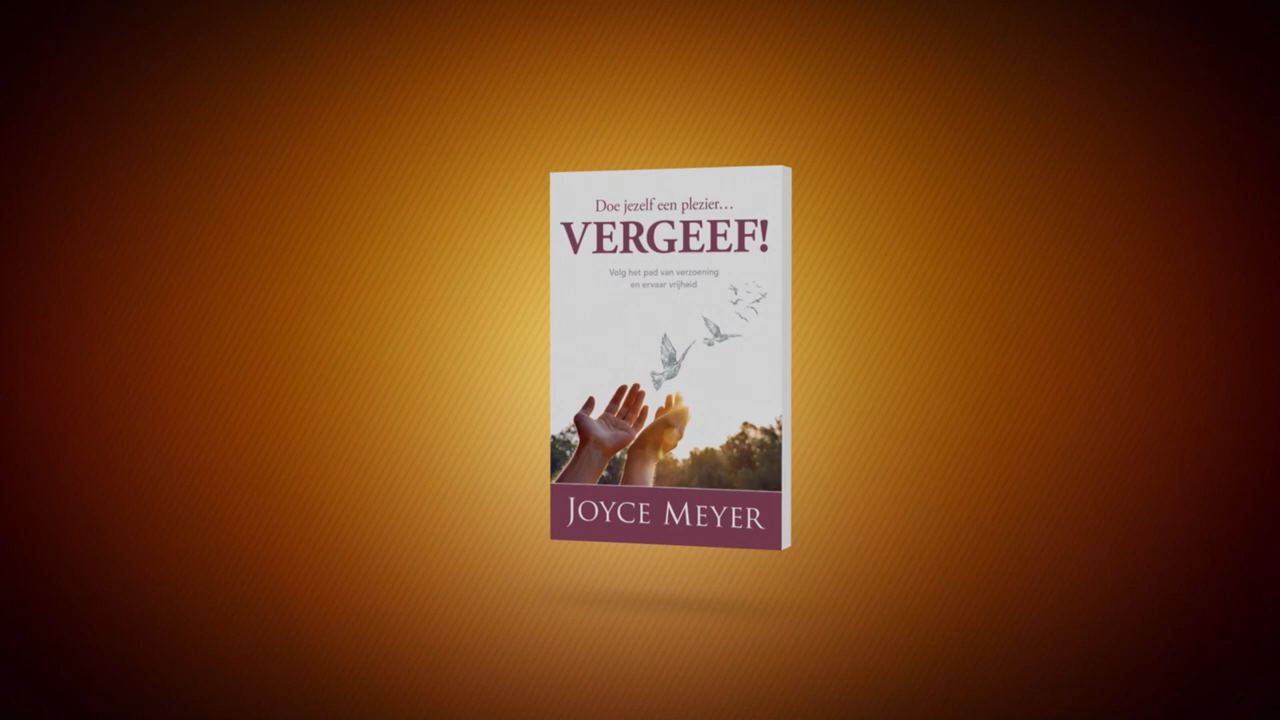 Doe jezelf een plezier...
VERGEEF!
Volg het pad van verzoening
en ervaar vrijheid
JOYCE MEYER